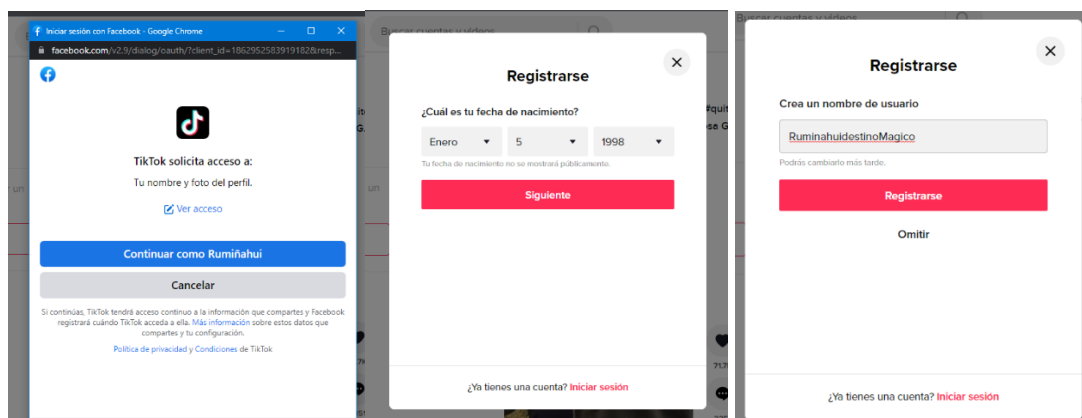 Iniciar sesión con Facebook - Google Chrome
facebook.com/v2.9/dialog/oauth/?client_id=1862952583919182&resp...
TikTok solicita acceso a:
Tu nombre y foto del perfil.
Ver acceso
Continuar como Rumiñahui
Cancelar
Si continúas, TikTok tendrá acceso continuo a la información que compartes y Facebook
registrará cuándo TikTok acceda a ella. Más información sobre estos datos que
compartes y tu configuración.
Política de privacidad y Condiciones de TikTok
Buscar cuentas y videos
Registrarse
¿Cuál es tu fecha de nacimiento?
Enero 5 1998
Tu fecha de nacimiento no se mostrará públicamente.
Siguiente
¿Ya tienes una cuenta? Iniciar sesión
#quit
Buscar cuentas y videos
Registrarse
Crea un nombre de usuario
RuminahuidestinoMagico
Podrás cambiarlo más tarde.
Registrarse
Omitir
¿Ya tienes una cuenta? Iniciar sesión